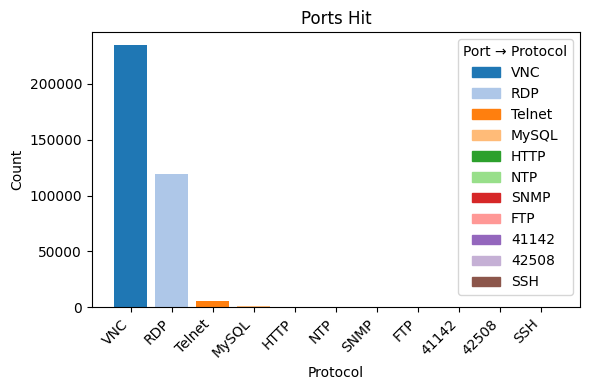 Ports Hit
Port → Protocol
VNC
RDP
Telnet
MySQL
HTTP
NTP
SNMP
FTP
41142
42508
SSH
Count
200000
150000
100000
50000
0
VNC
RDP
Telnet
MySQL
HTTP
NTP
SNMP
FTP
41142
42508
SSH
Protocol